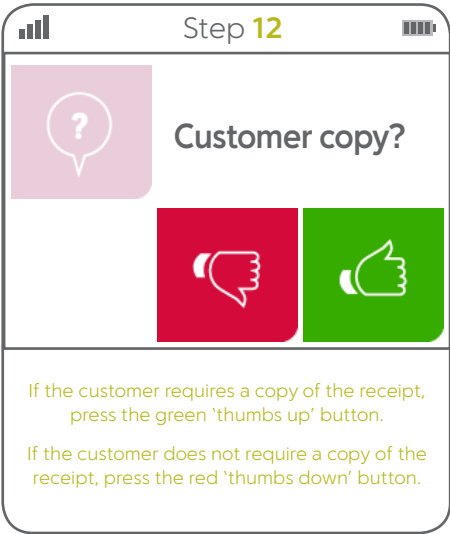 Step 12
?
Customer copy?
If the customer requires a copy of the receipt,
press the green ‘thumbs up’ button.
If the customer does not require a copy of the
receipt, press the red ‘thumbs down’ button.